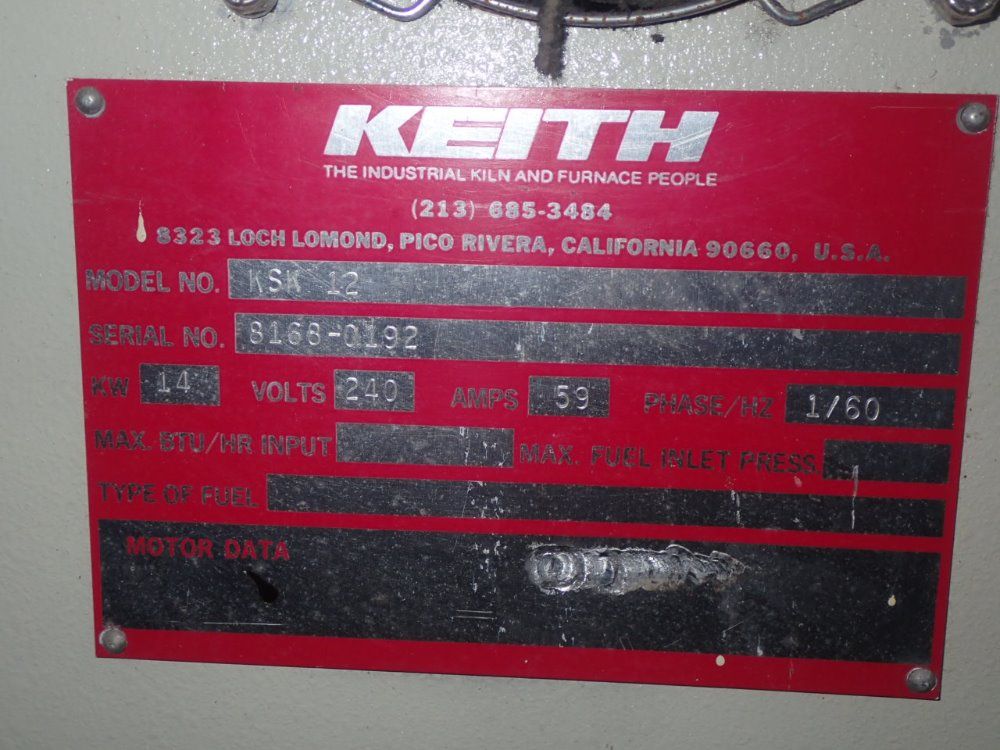 KEITH
THE INDUSTRIAL KILN AND FURNACE PEOPLE
(213) 685-3484
8323 LOCH LOMOND, PICO RIVERA, CALIFORNIA 90660, U.S.A.
MODEL NO. KSK 12
SERIAL NO. 8168-0192
KW 14 VOLTS 240 AMPS 59 PHASE/HZ 1/60
MAX. BTU/HR INPUT MAX. FUEL INLET PRESS.
TYPE OF FUEL
MOTOR DATA